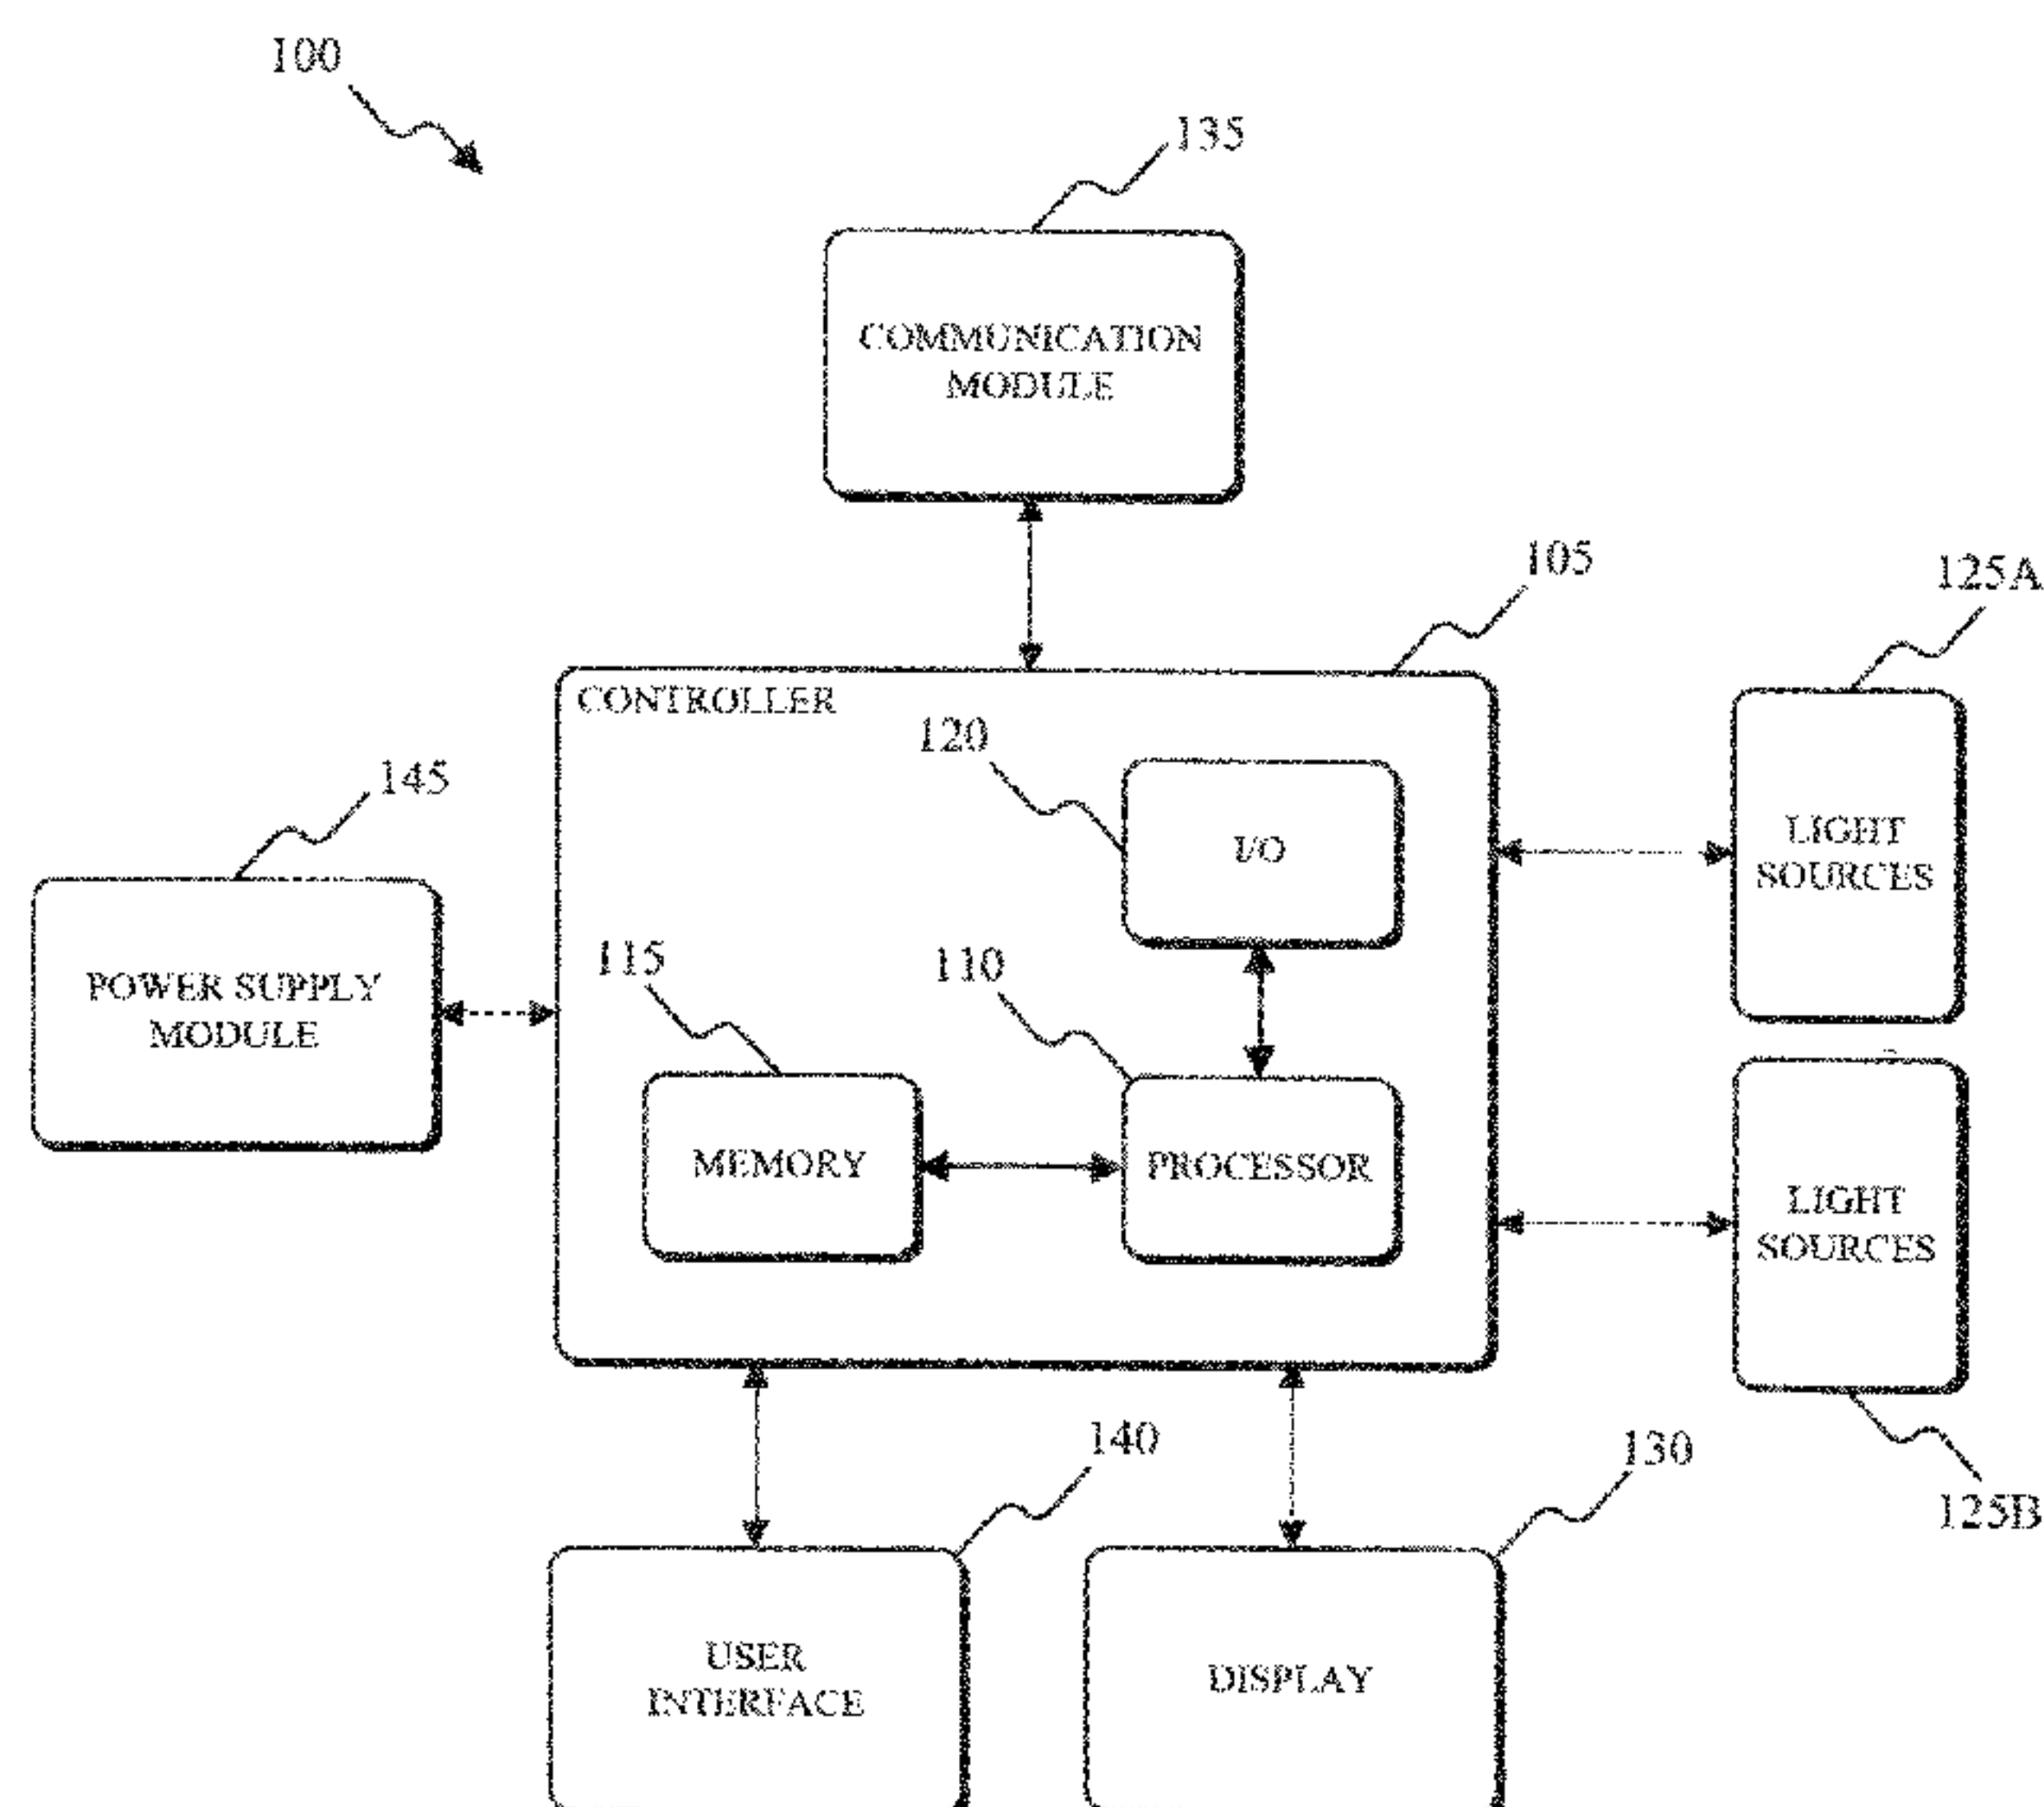 100
135
COMMUNICATION
MODULE
105
125A
CONTROLLER
120
145
I/O
LIGHT
SOURCES
115
110
POWER SUPPLY
MODULE
MEMORY
PROCESSOR
LIGHT
SOURCES
140
130
125B
USER
INTERFACE
DISPLAY